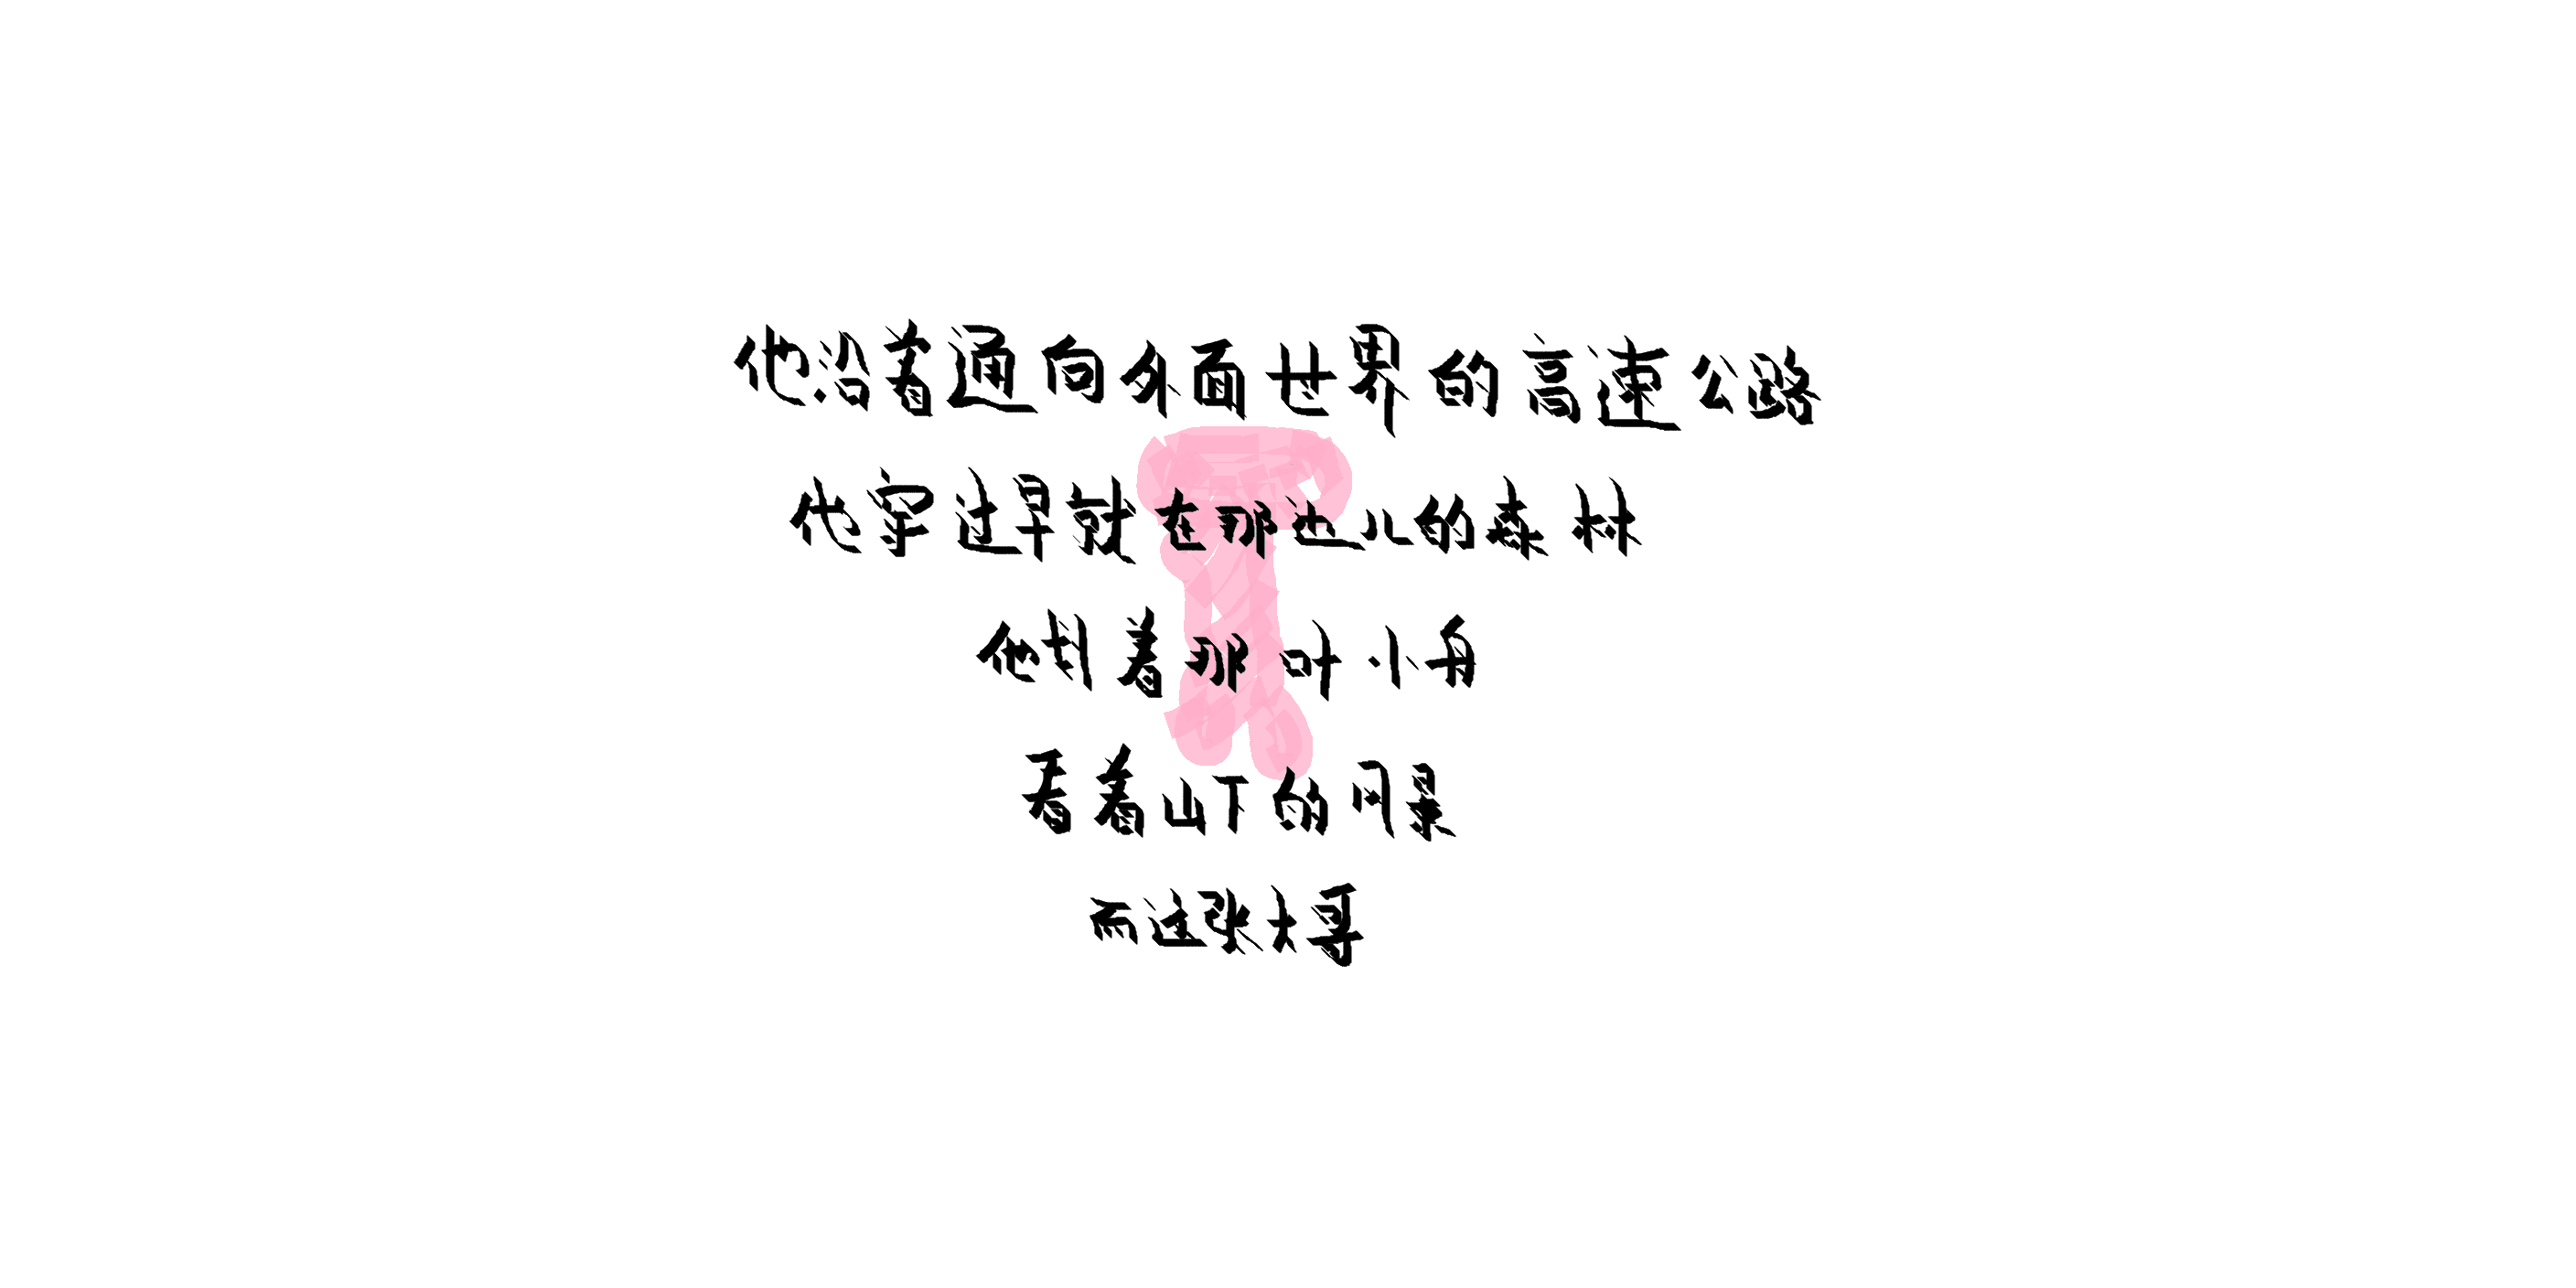 他沿着通向外面世界的高速公路
他穿过早就在那边儿的森林
他划着那叶小舟
看着山下的风景
而这张大哥